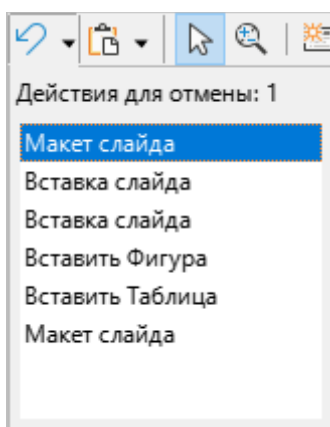 Действия для отмены: 1
Макет слайда
Вставка слайда
Вставка слайда
Вставить Фигура
Вставить Таблица
Макет слайда